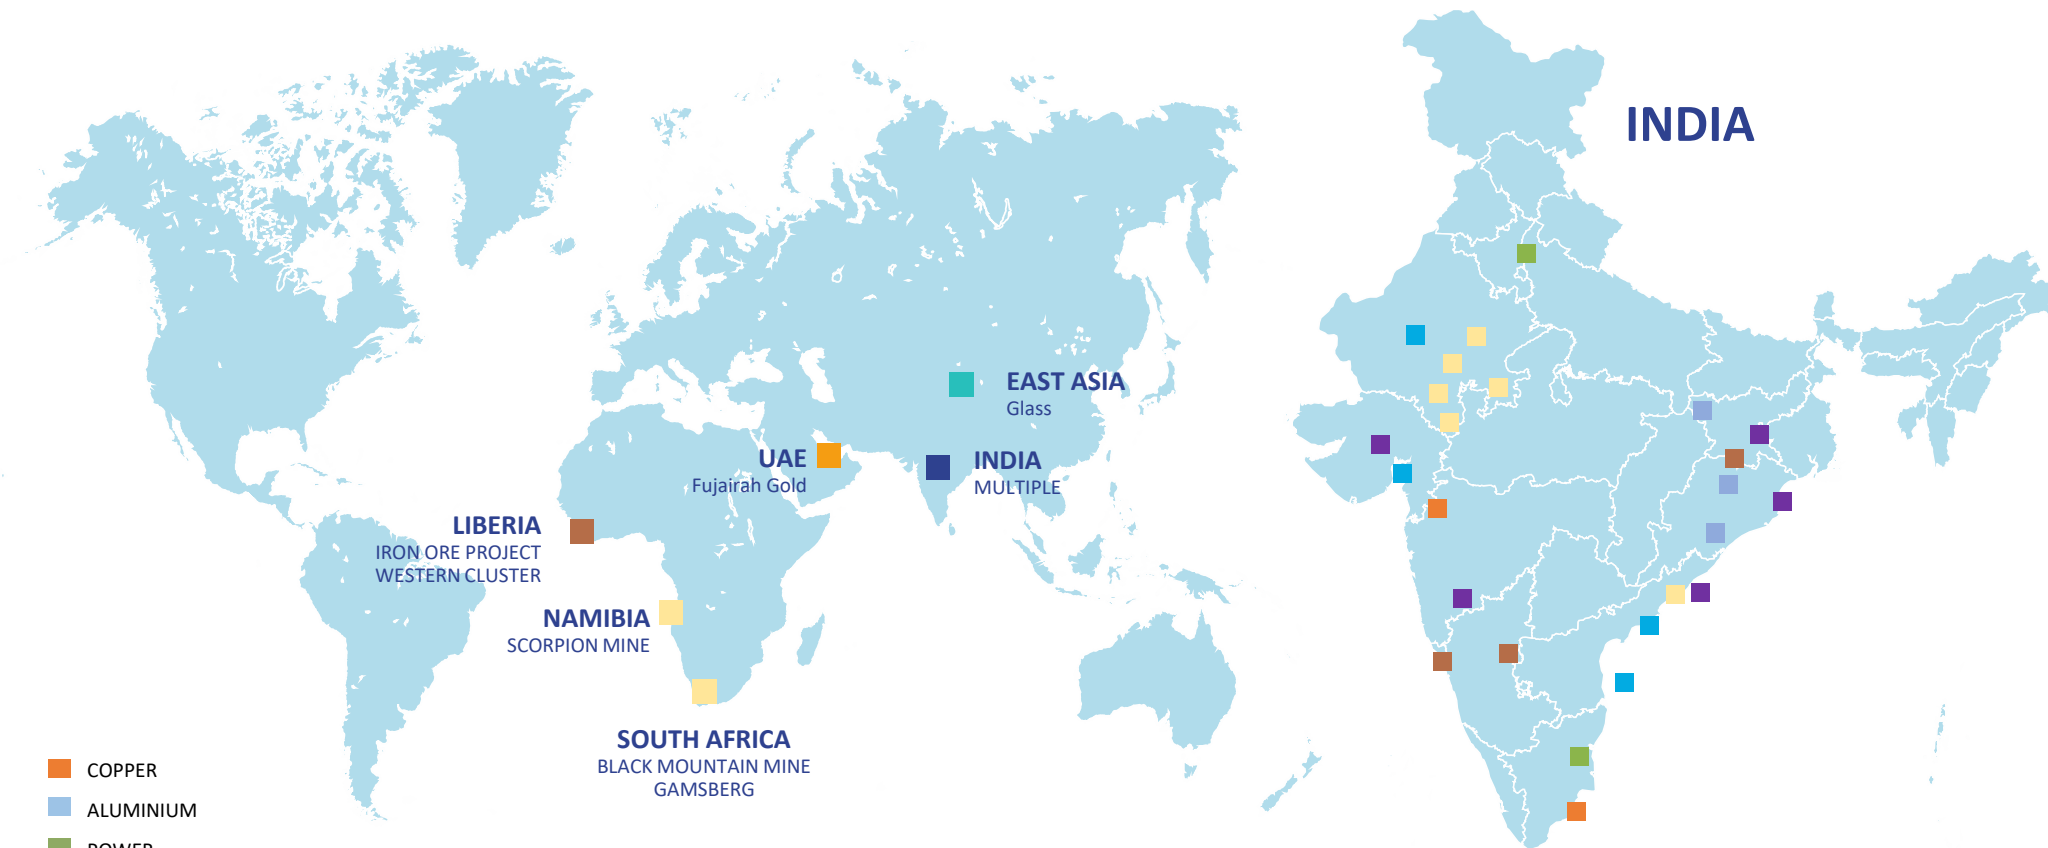 INDIA
EAST ASIA
Glass
UAE
Fujairah Gold
INDIA
MULTIPLE
LIBERIA
IRON ORE PROJECT
WESTERN CLUSTER
NAMIBIA
SCORPION MINE
SOUTH AFRICA
BLACK MOUNTAIN MINE
GAMSBERG
COPPER
ALUMINIUM
POWER